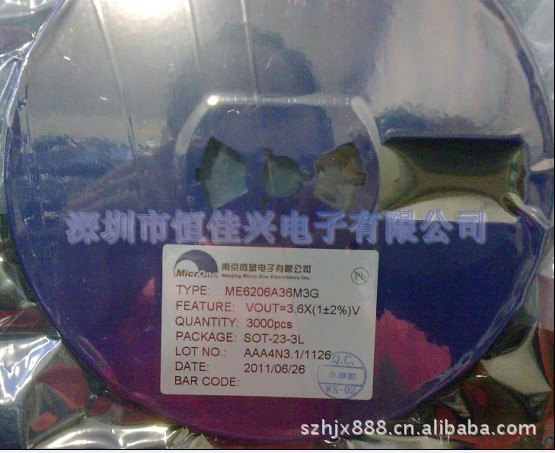 深圳市恒佳兴电子有限公司
MicrOne
南京微盟电子有限公司
Nanjing Micro One Electronics Inc.
Pb
TYPE: ME6206A36M3G
FEATURE: VOUT=3.6X(1±2%)V
QUANTITY: 3000pcs
PACKAGE: SOT-23-3L
LOT NO.: AAA4N3.1/1126
DATE: 2011/06/26
BAR CODE:
Q.C.
WX-02
szhjx888.cn.alibaba.com